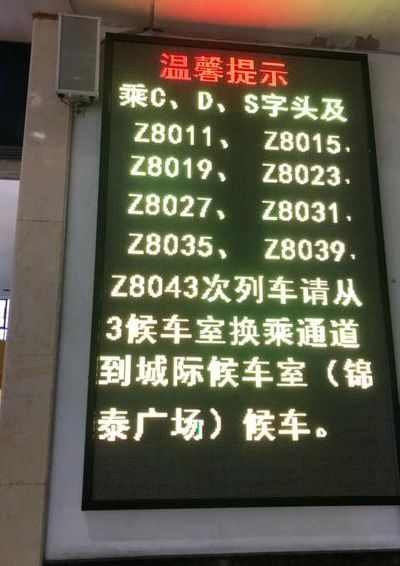 温馨提示
乘C、D、S字头及
Z8011、Z8015、
Z8019、Z8023、
Z8027、Z8031、
Z8035、Z8039、
Z8043次列车请从
3候车室换乘通道
到城际候车室（锦
泰广场）候车。